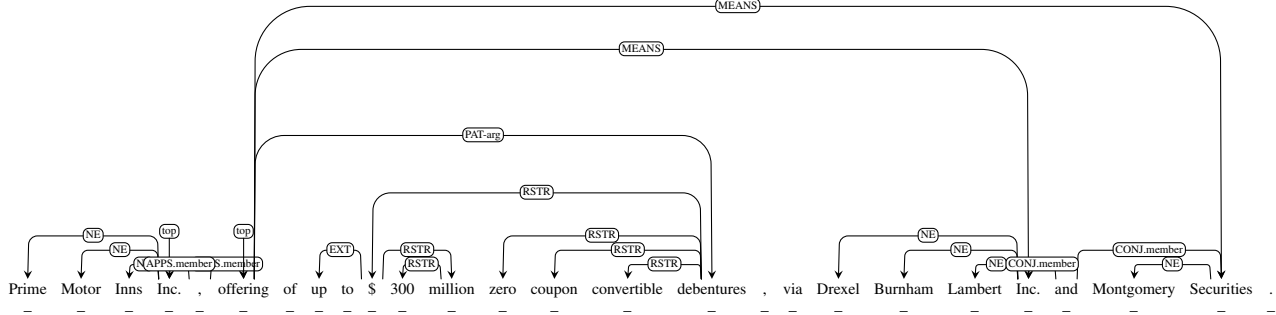 MEANS
MEANS
PAT-arg
RSTR
NE top top RSTR NE
NE EXT RSTR RSTR NE CONJ.member
APPS.member RSTR RSTR NE CONJ.member NE
Prime Motor Inns Inc. , offering of up to $ 300 million zero coupon convertible debentures , via Drexel Burnham Lambert Inc. and Montgomery Securities .
_ _ _ _ _ _ _ _ _ _ _ _ _ _ _ _ _ _ _ _ _ _ _ _ _ _